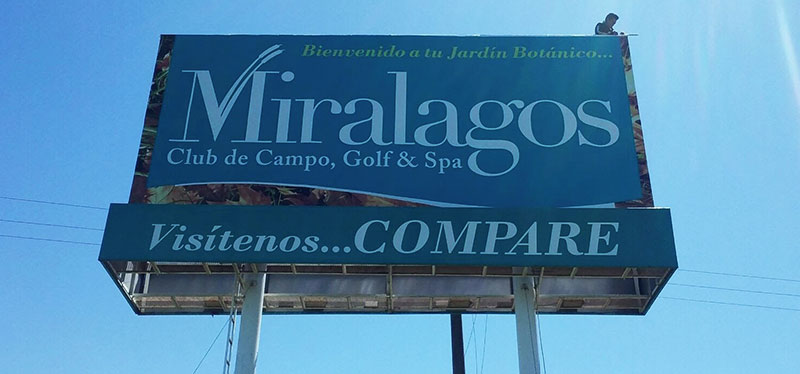 Bienvenido a tu Jardín Botánico...
Miralagos
Club de Campo, Golf & Spa
Visítenos...COMPARE